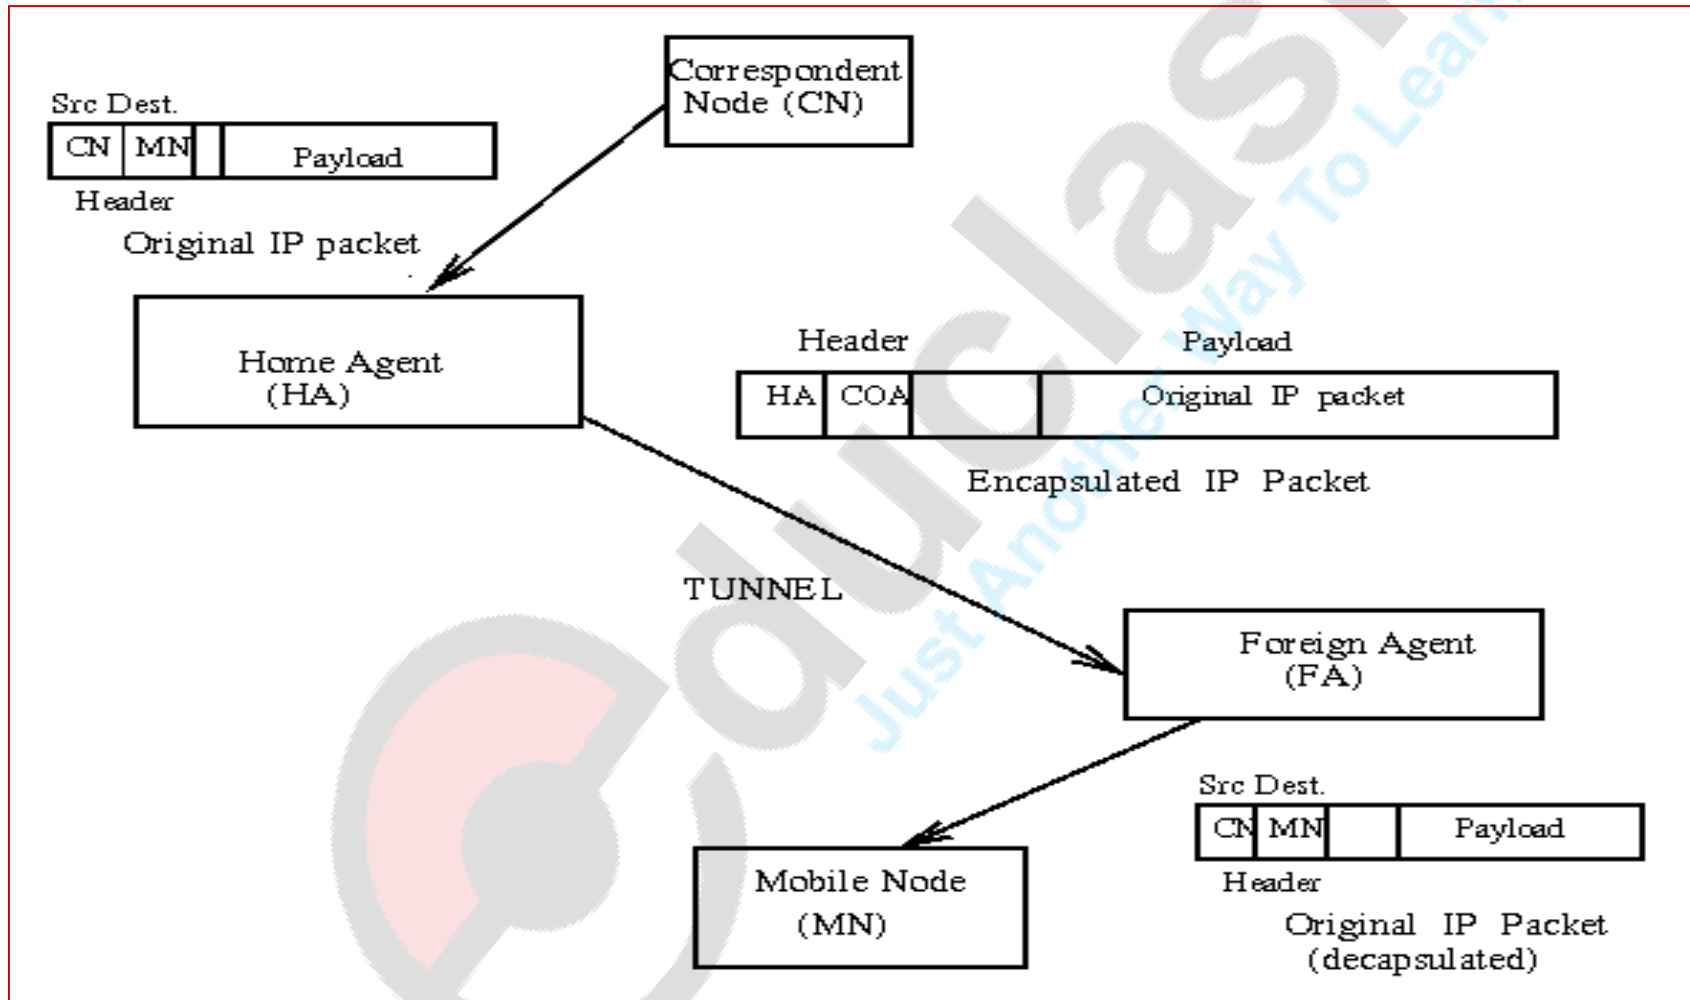 Correspondent
Node (CN)
Src Dest.
CN MN Payload
Header
Original IP packet
Home Agent
(HA)
Header Payload
HA COA Original IP packet
Encapsulated IP Packet
TUNNEL
Foreign Agent
(FA)
Src Dest.
CN MN Payload
Header
Original IP Packet
(decapsulated)
Mobile Node
(MN)
educlas
Just Another Way To Learn